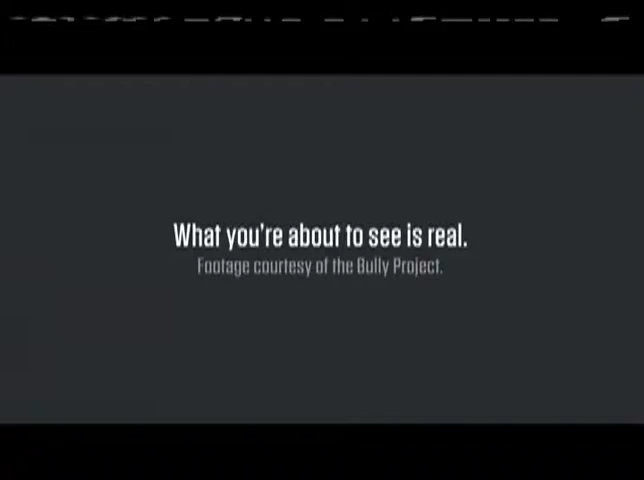 What you're about to see is real.
Footage courtesy of the Bully Project.